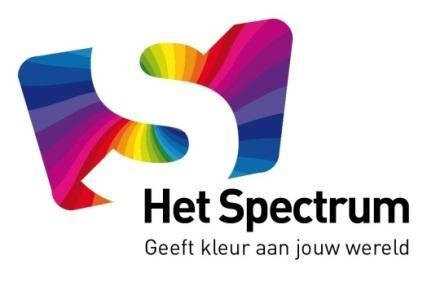 S
Het Spectrum
Geeft kleur aan jouw wereld